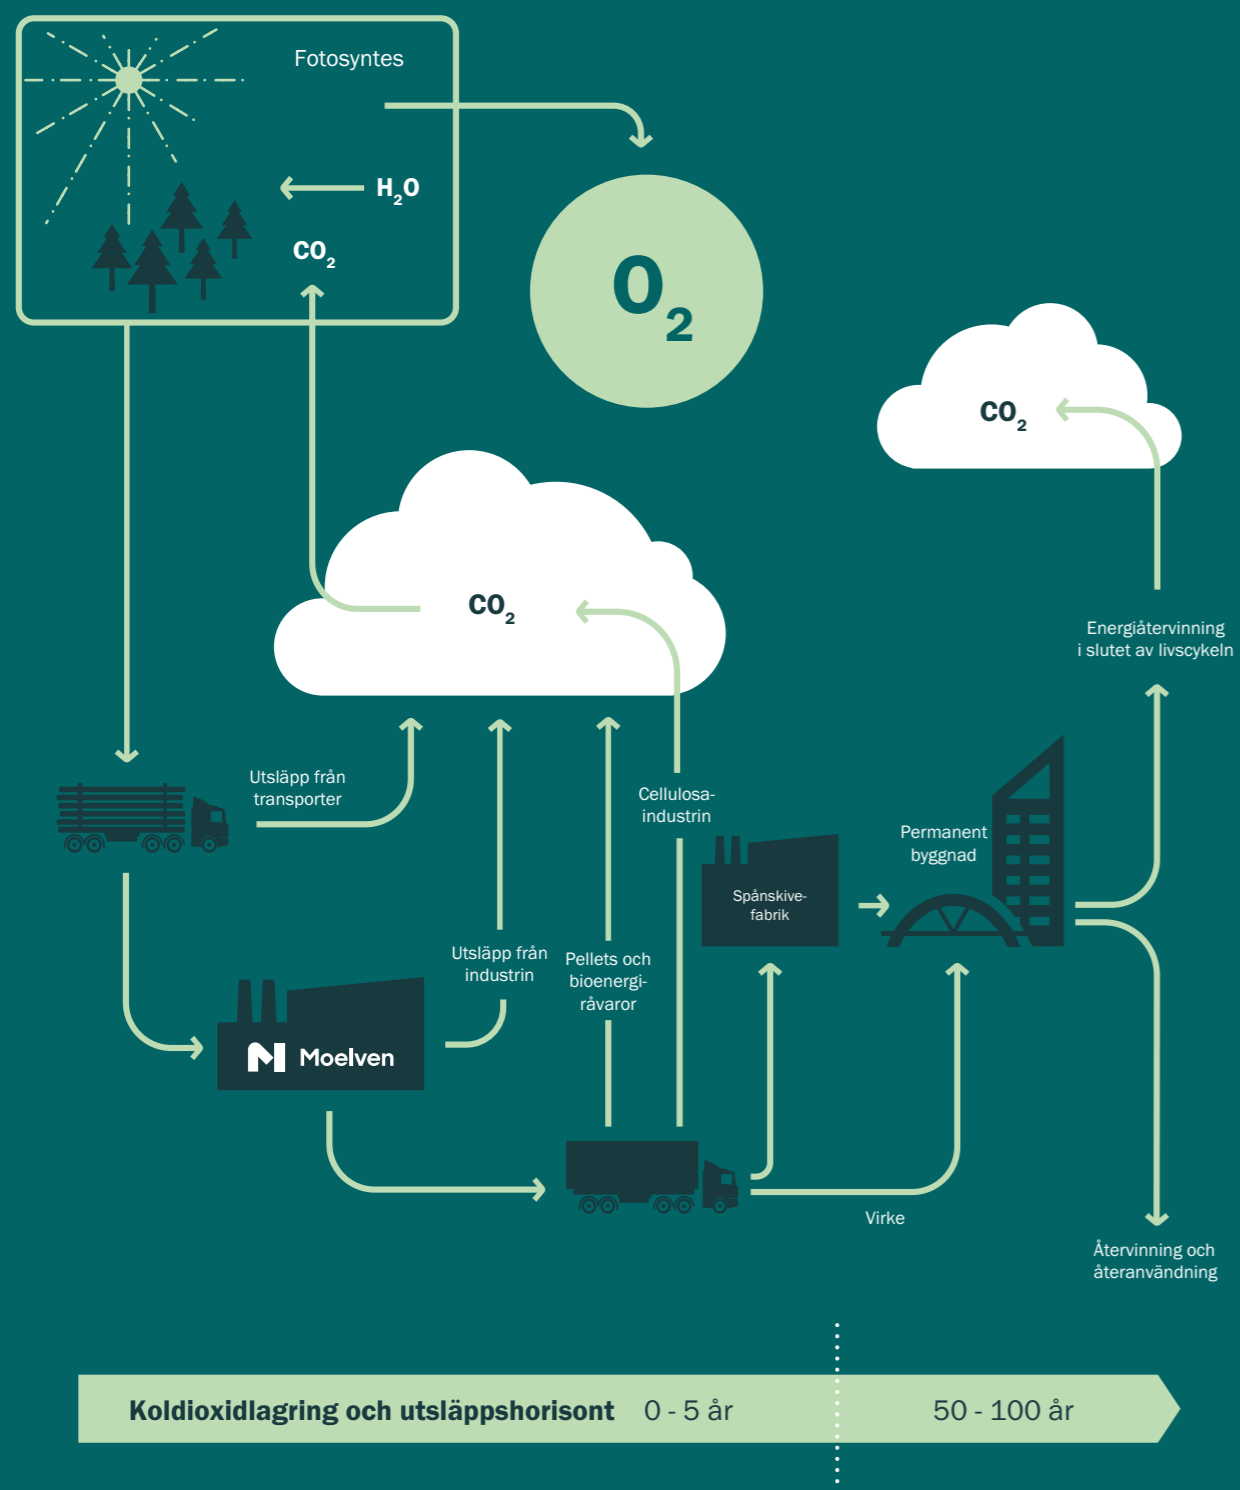 Fotosyntes
H₂O
CO₂
O₂
CO₂
CO₂
Energiåtervinning
i slutet av livscykeln
Utsläpp från
transporter
Cellulosa-
industrin
Permanent
byggnad
Spånskive-
fabrik
Utsläpp från
industrin
Pellets och
bioenergi-
råvaror
Moelven
Virke
Återvinning och
återanvändning
Koldioxidlagring och utsläppshorisont 0 - 5 år
50 - 100 år